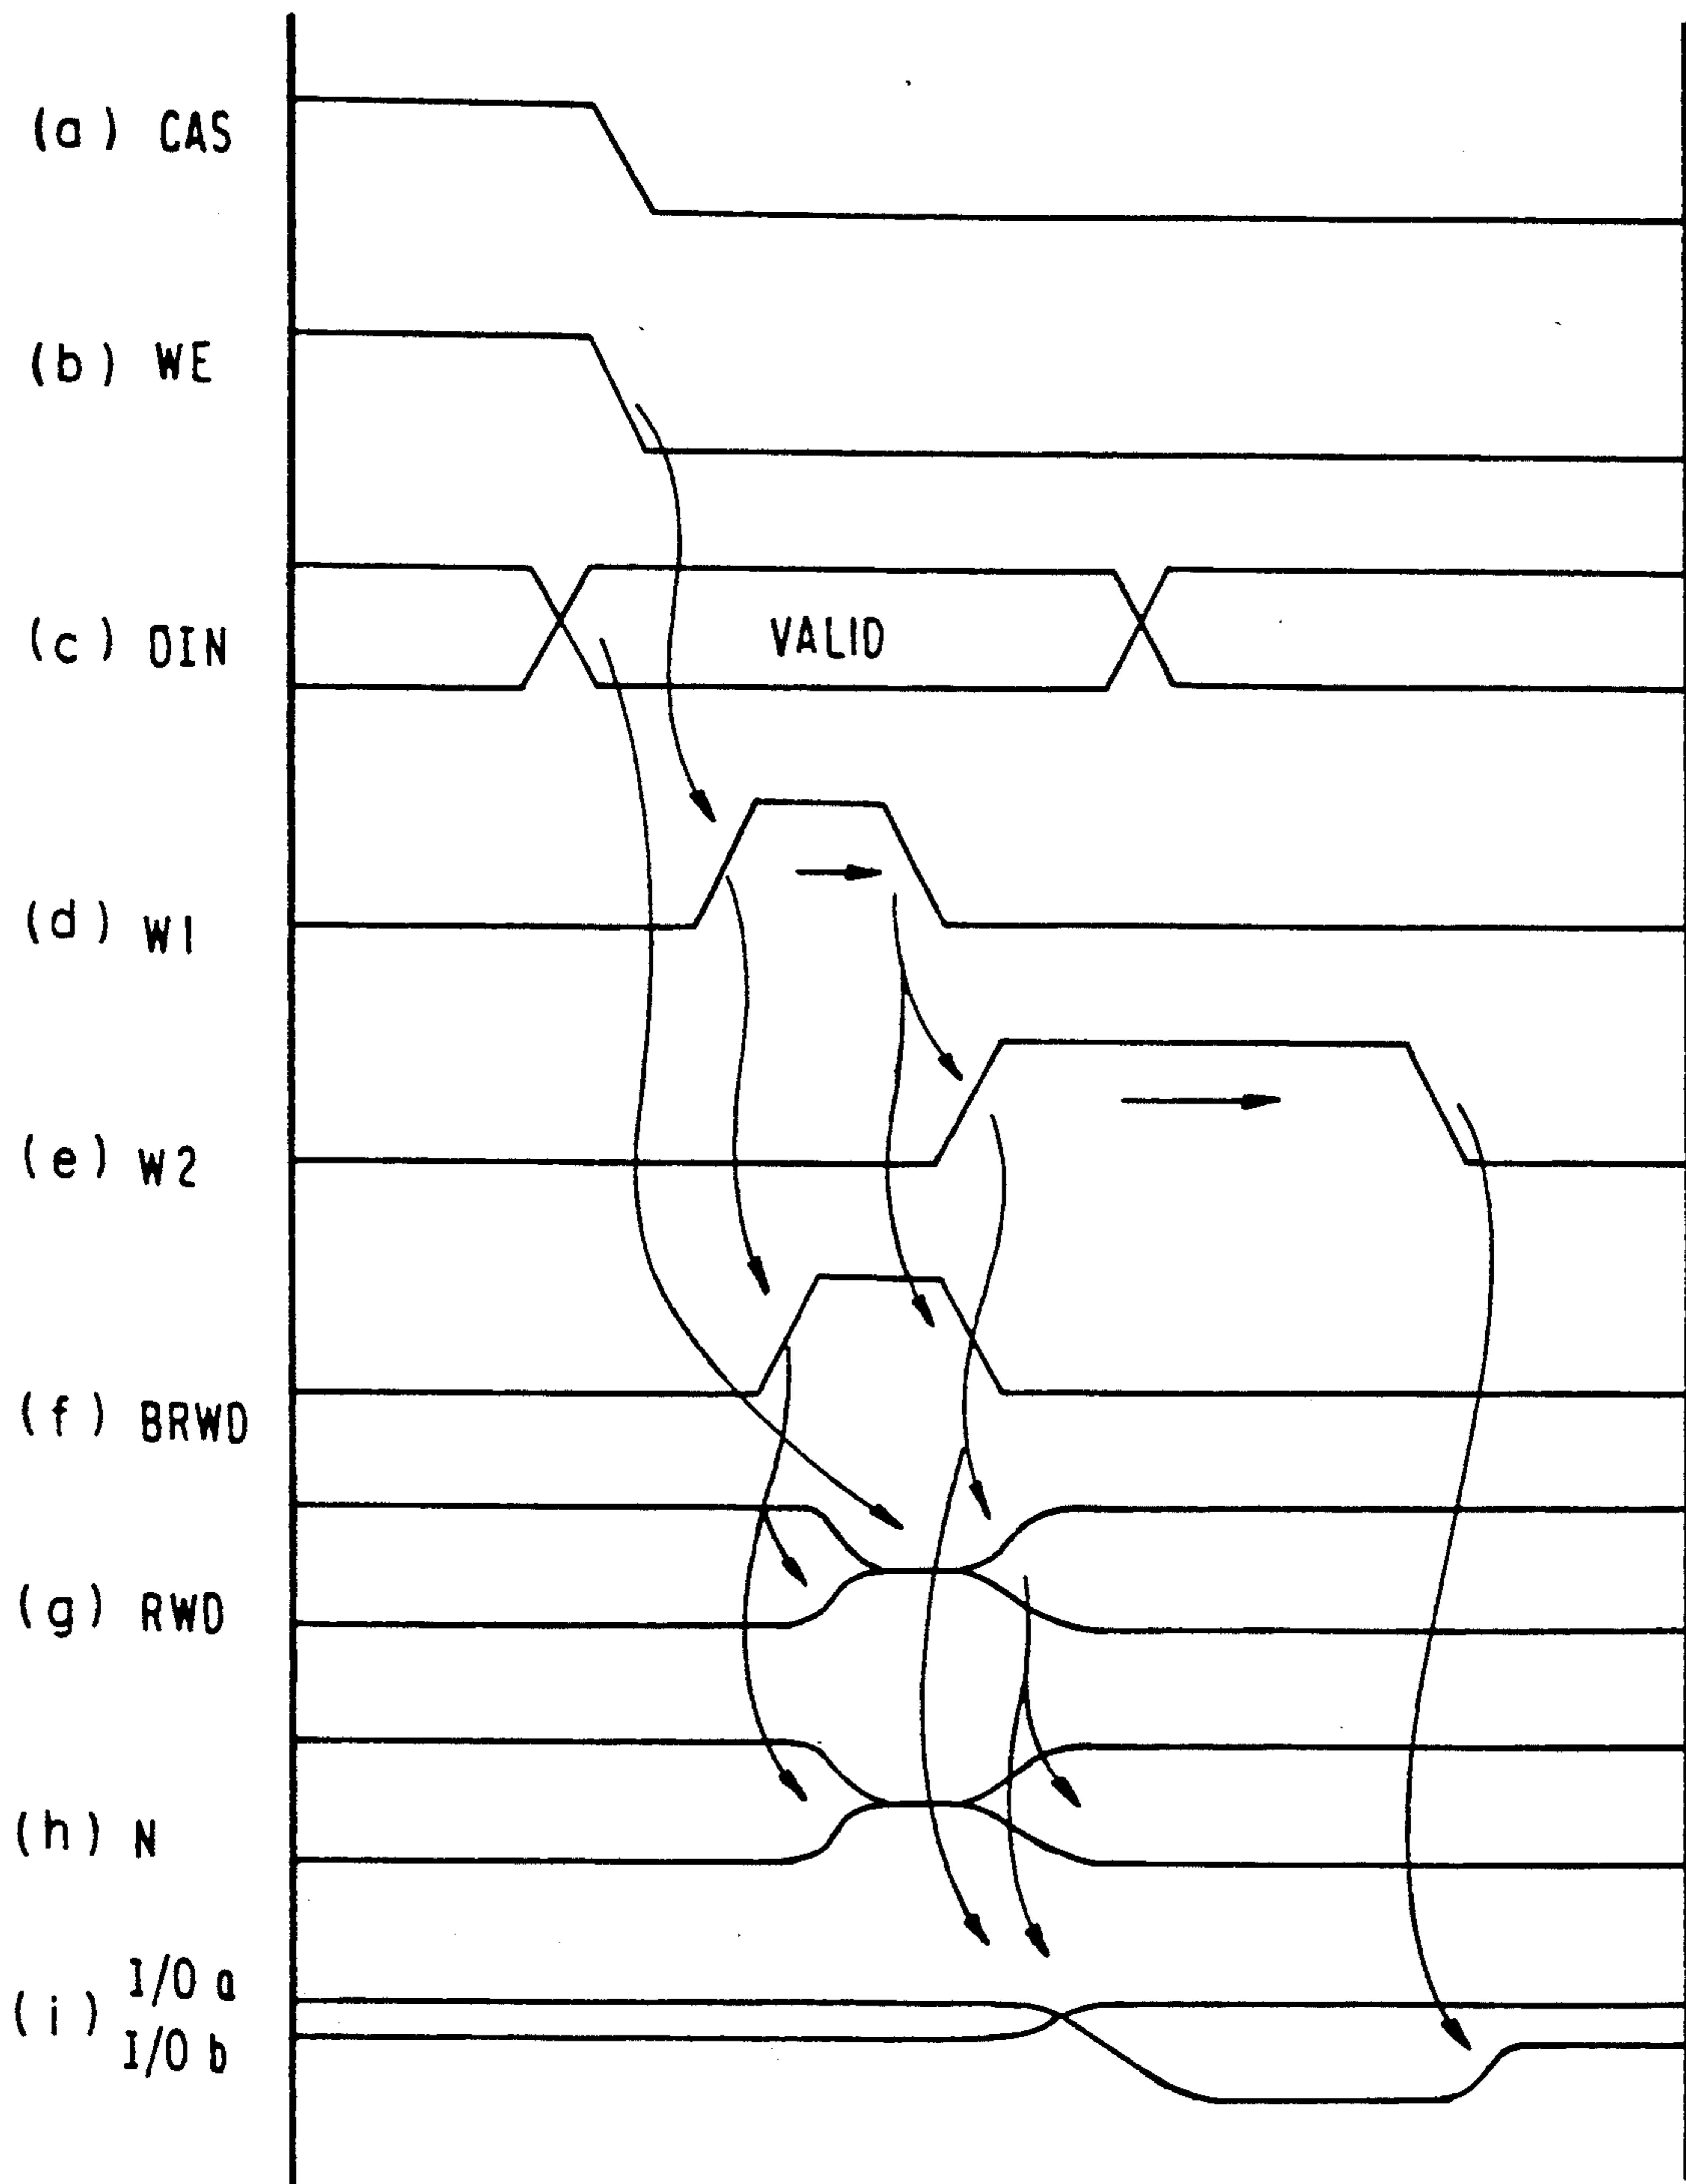 (a) CAS
(b) WE
(c) DIN
VALID
(d) W1
(e) W2
(f) BRWD
(g) RWD
(h) N
(i) I/O a
I/O b